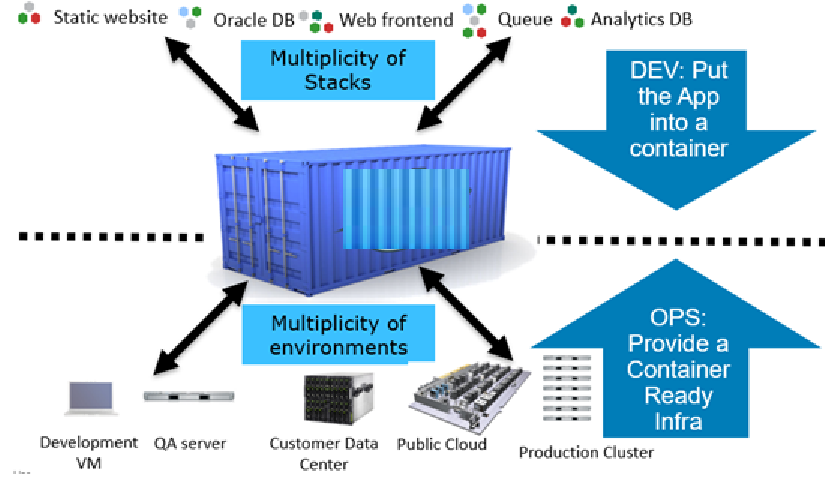 Static website
Oracle DB
Web frontend
Queue
Analytics DB
Multiplicity of
Stacks
DEV: Put
the App
into a
container
Multiplicity of
environments
OPS:
Provide a
Container
Ready
Infra
Development
VM
QA server
Customer Data
Center
Public Cloud
Production Cluster